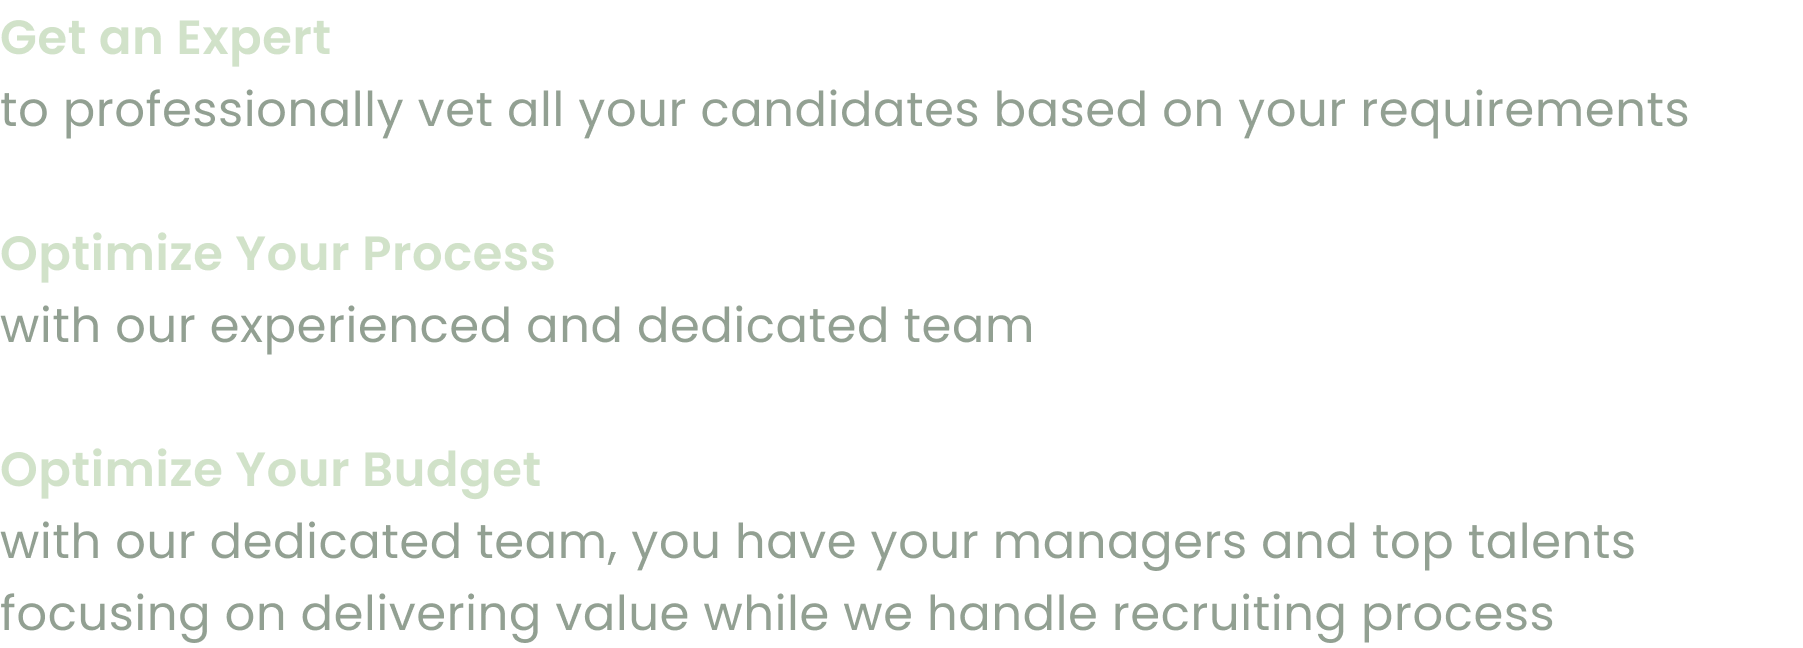 Get an Expert
to professionally vet all your candidates based on your requirements
Optimize Your Process
with our experienced and dedicated team
Optimize Your Budget
with our dedicated team, you have your managers and top talents
focusing on delivering value while we handle recruiting process